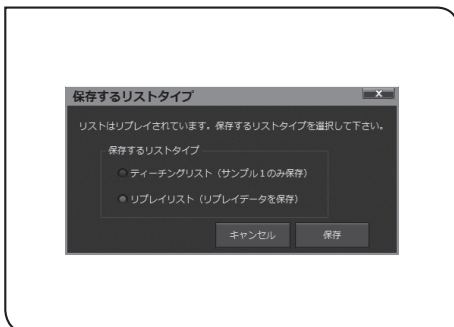 保存するリストタイプ
リストはリプレイされています。保存するリストタイプを選択して下さい。
保存するリストタイプ
ティーチングリスト（サンプル１のみ保存）
リプレイリスト（リプレイデータを保存）
キャンセル
保存